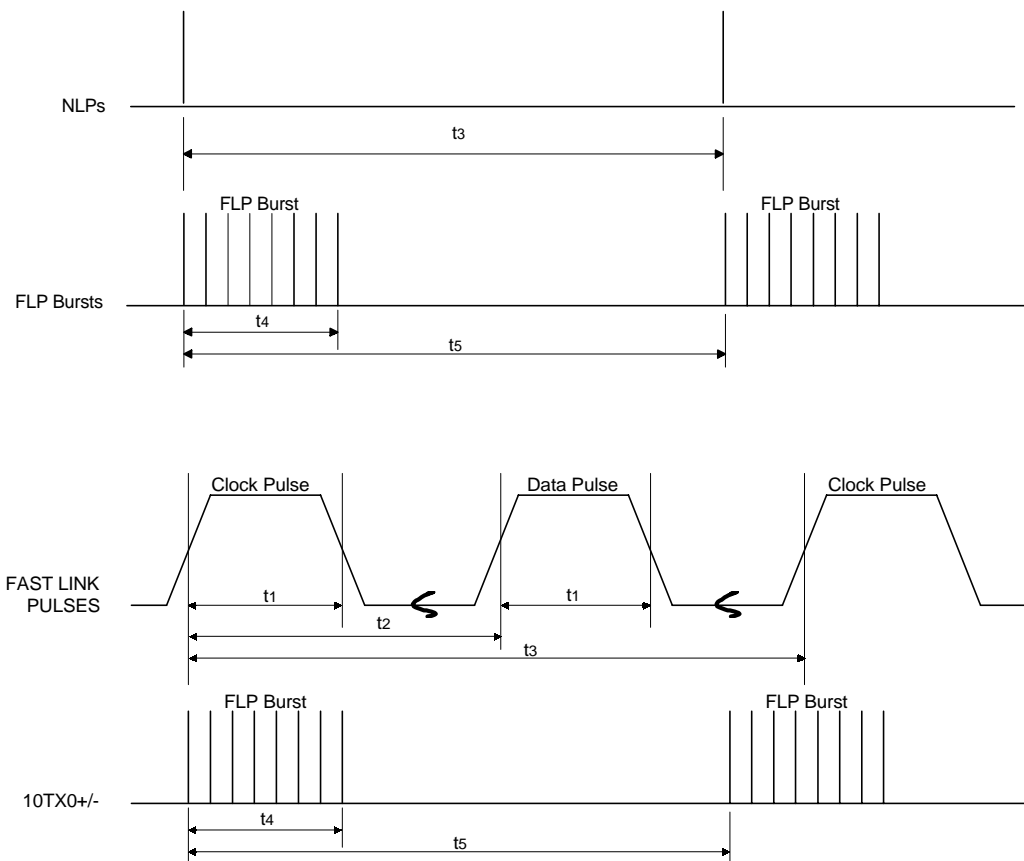 NLPs
t3
FLP Burst FLP Burst
FLP Bursts
t4
t5
Clock Pulse Data Pulse Clock Pulse
FAST LINK
PULSES
t1 t1
t2
t3
FLP Burst FLP Burst
10TX0+/-
t4
t5